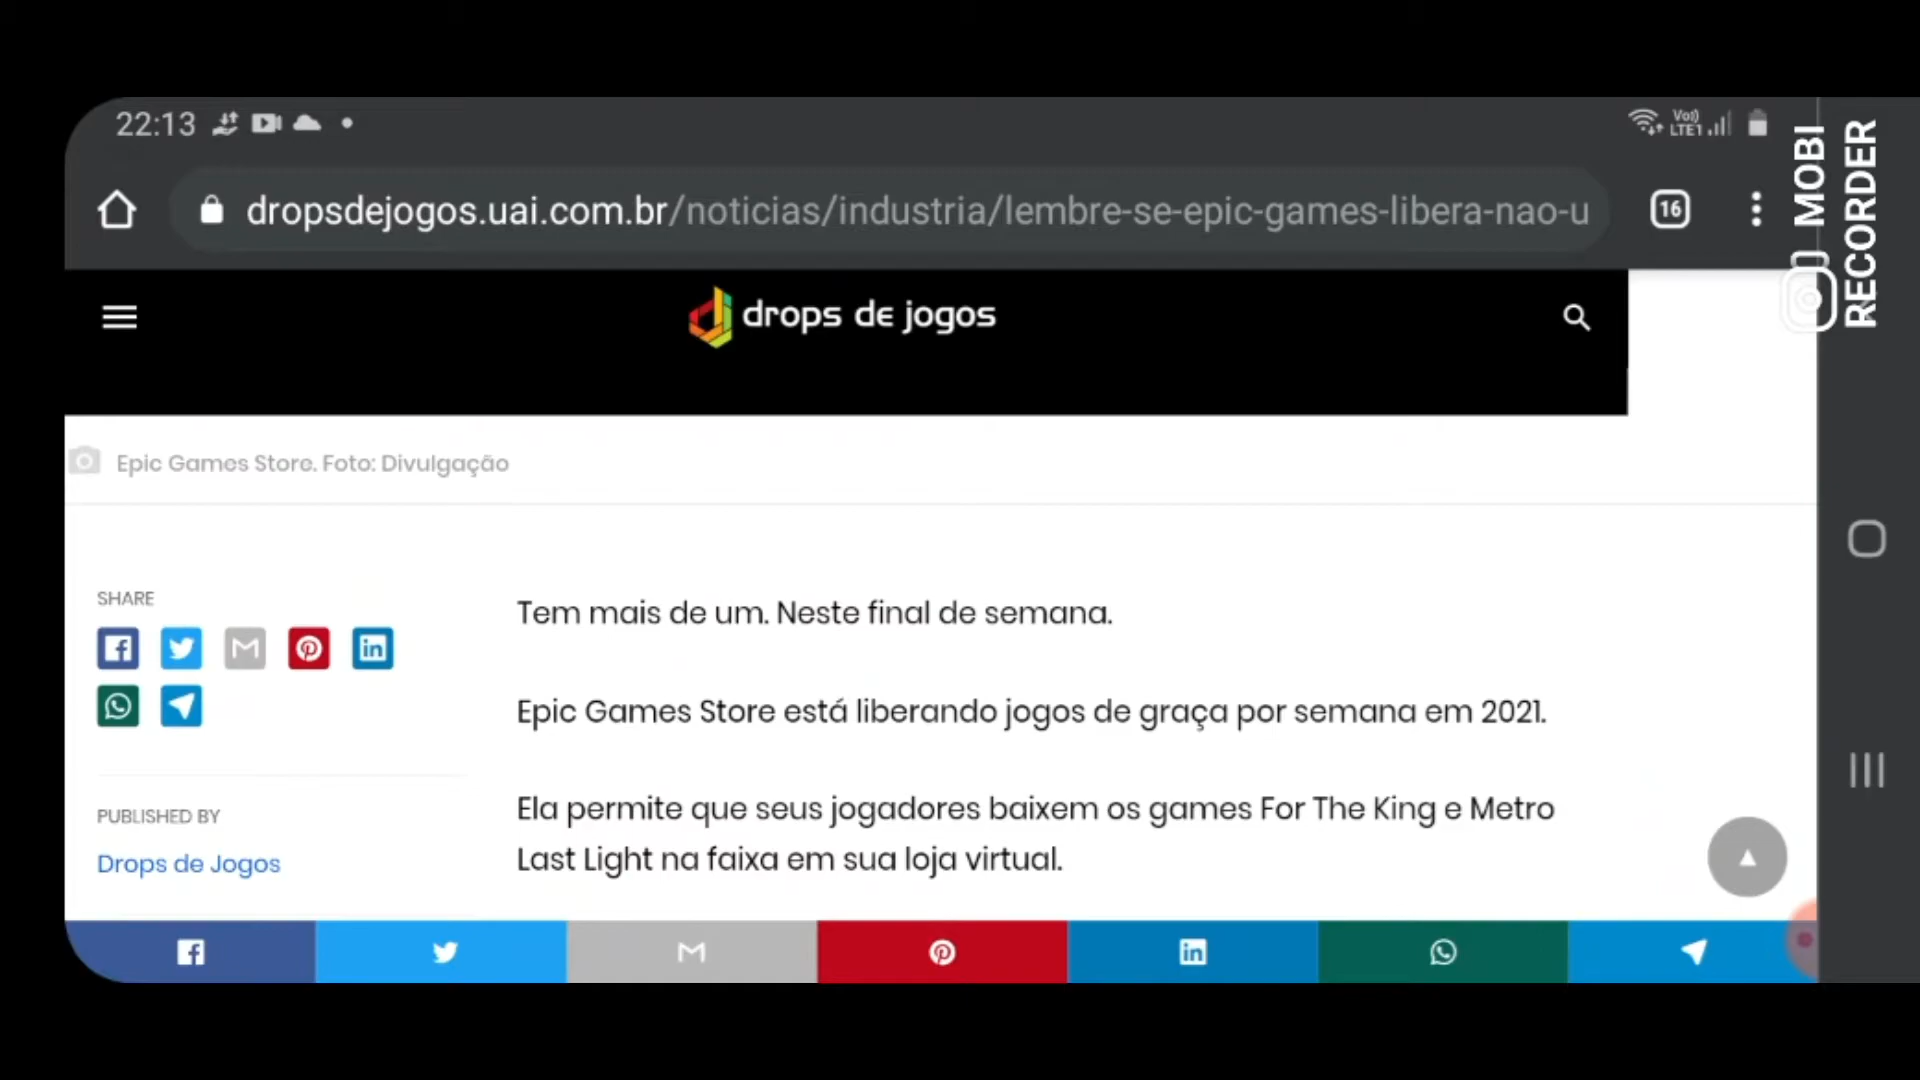 22:13
Vo)) LTE1
dropsdejogos.uai.com.br/noticias/industria/lembre-se-epic-games-libera-nao-u
16
MOBI
RECORDER
drops de jogos
Epic Games Store. Foto: Divulgação
SHARE
Tem mais de um. Neste final de semana.
Epic Games Store está liberando jogos de graça por semana em 2021.
PUBLISHED BY
Drops de Jogos
Ela permite que seus jogadores baixem os games For The King e Metro
Last Light na faixa em sua loja virtual.